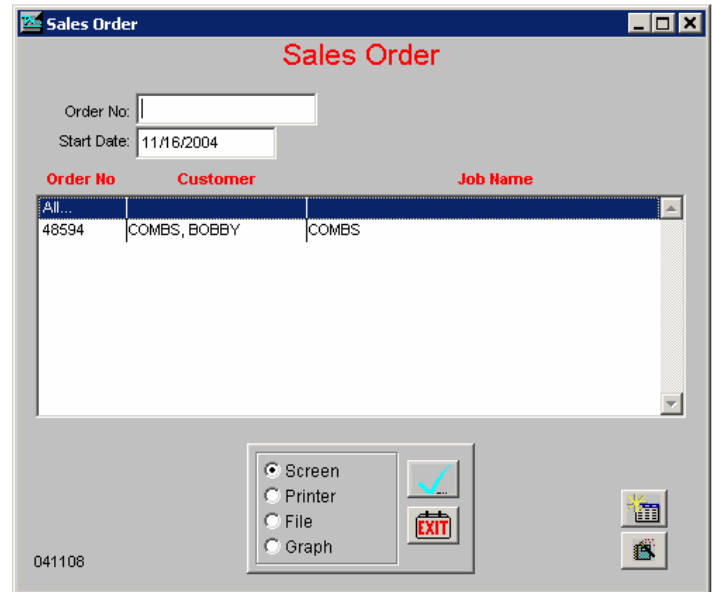 Sales Order
Sales Order
Order No:
Start Date: 11/16/2004
Order No Customer Job Name
All...
48594 COMBS, BOBBY COMBS
Screen
Printer
File
EXIT
Graph
041108